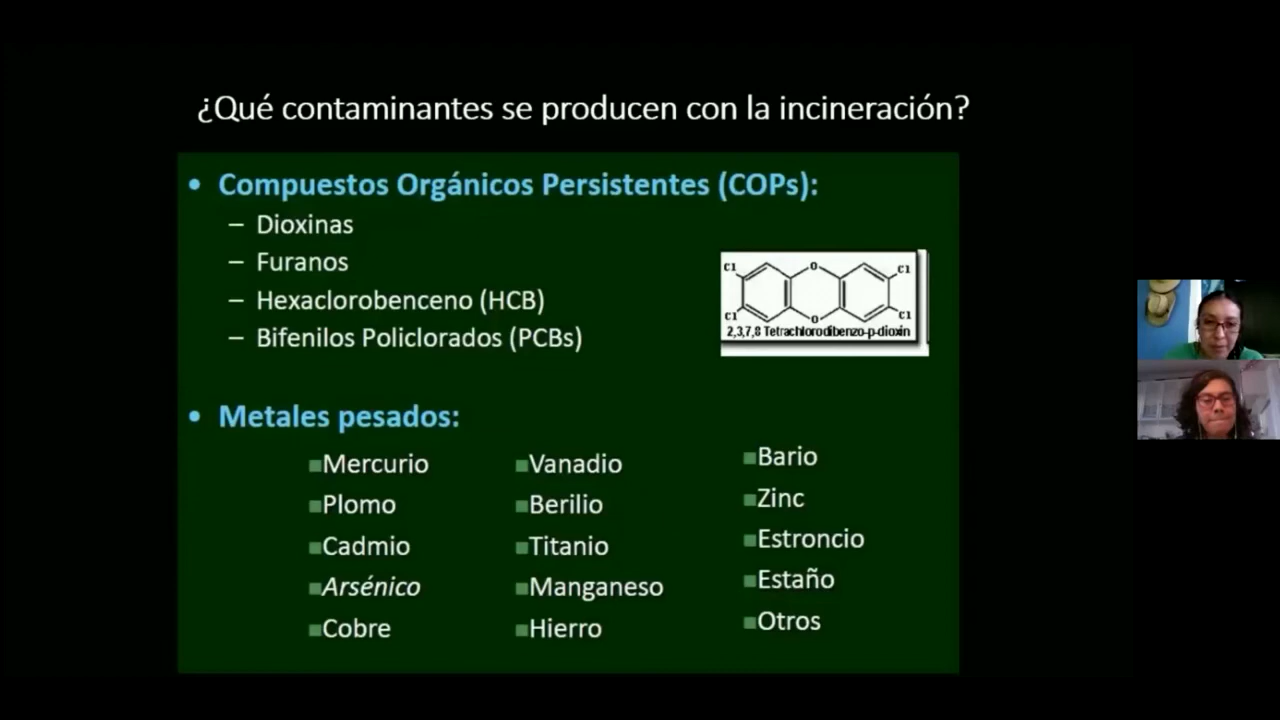 ¿Qué contaminantes se producen con la incineración?
• Compuestos Orgánicos Persistentes (COPs):
– Dioxinas
– Furanos
– Hexaclorobenceno (HCB)
– Bifenilos Policlorados (PCBs)
Cl O Cl
Cl O Cl
2,3,7,8 Tetrachlorodibenzo-p-dioxin
• Metales pesados:
Mercurio
Plomo
Cadmio
Arsénico
Cobre
Vanadio
Berilio
Titanio
Manganeso
Hierro
Bario
Zinc
Estroncio
Estaño
Otros